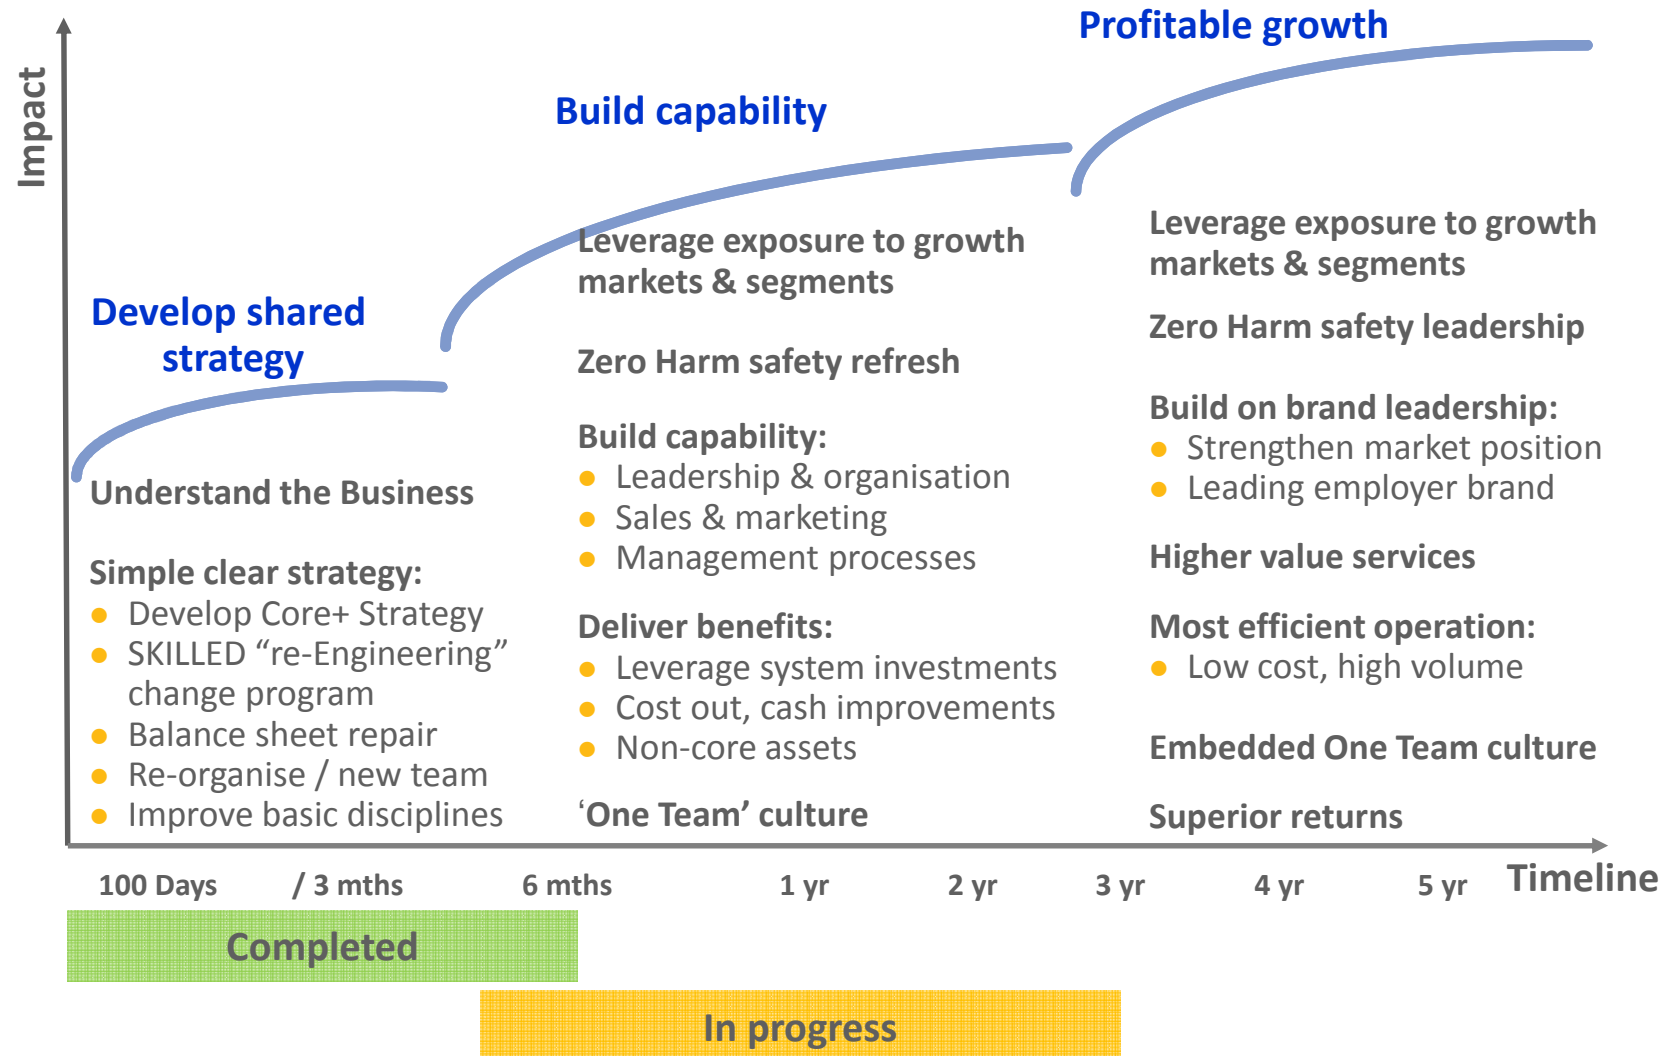 Impact
Develop shared
strategy
Understand the Business
Simple clear strategy:
● Develop Core+ Strategy
● SKILLED “re-Engineering”
change program
● Balance sheet repair
● Re-organise / new team
● Improve basic disciplines
Build capability
Leverage exposure to growth
markets & segments
Zero Harm safety refresh
Build capability:
● Leadership & organisation
● Sales & marketing
● Management processes
Deliver benefits:
● Leverage system investments
● Cost out, cash improvements
● Non-core assets
‘One Team’ culture
Profitable growth
Leverage exposure to growth
markets & segments
Zero Harm safety leadership
Build on brand leadership:
● Strengthen market position
● Leading employer brand
Higher value services
Most efficient operation:
● Low cost, high volume
Embedded One Team culture
Superior returns
100 Days / 3 mths 6 mths 1 yr 2 yr 3 yr 4 yr 5 yr Timeline
Completed
In progress